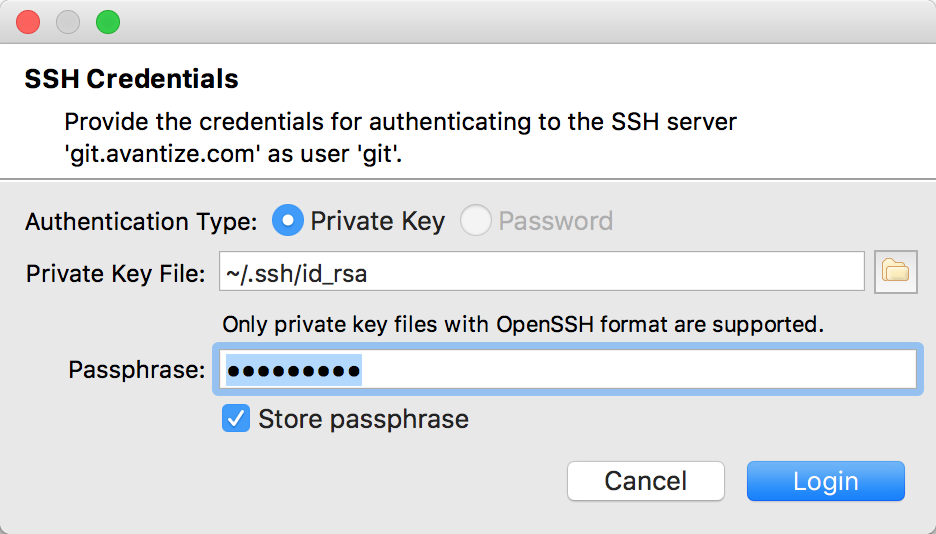 SSH Credentials
Provide the credentials for authenticating to the SSH server
'git.avantize.com' as user 'git'.
Authentication Type: Private Key Password
Private Key File: ~/.ssh/id_rsa
Only private key files with OpenSSH format are supported.
Passphrase: •••••••••
Store passphrase
Cancel Login